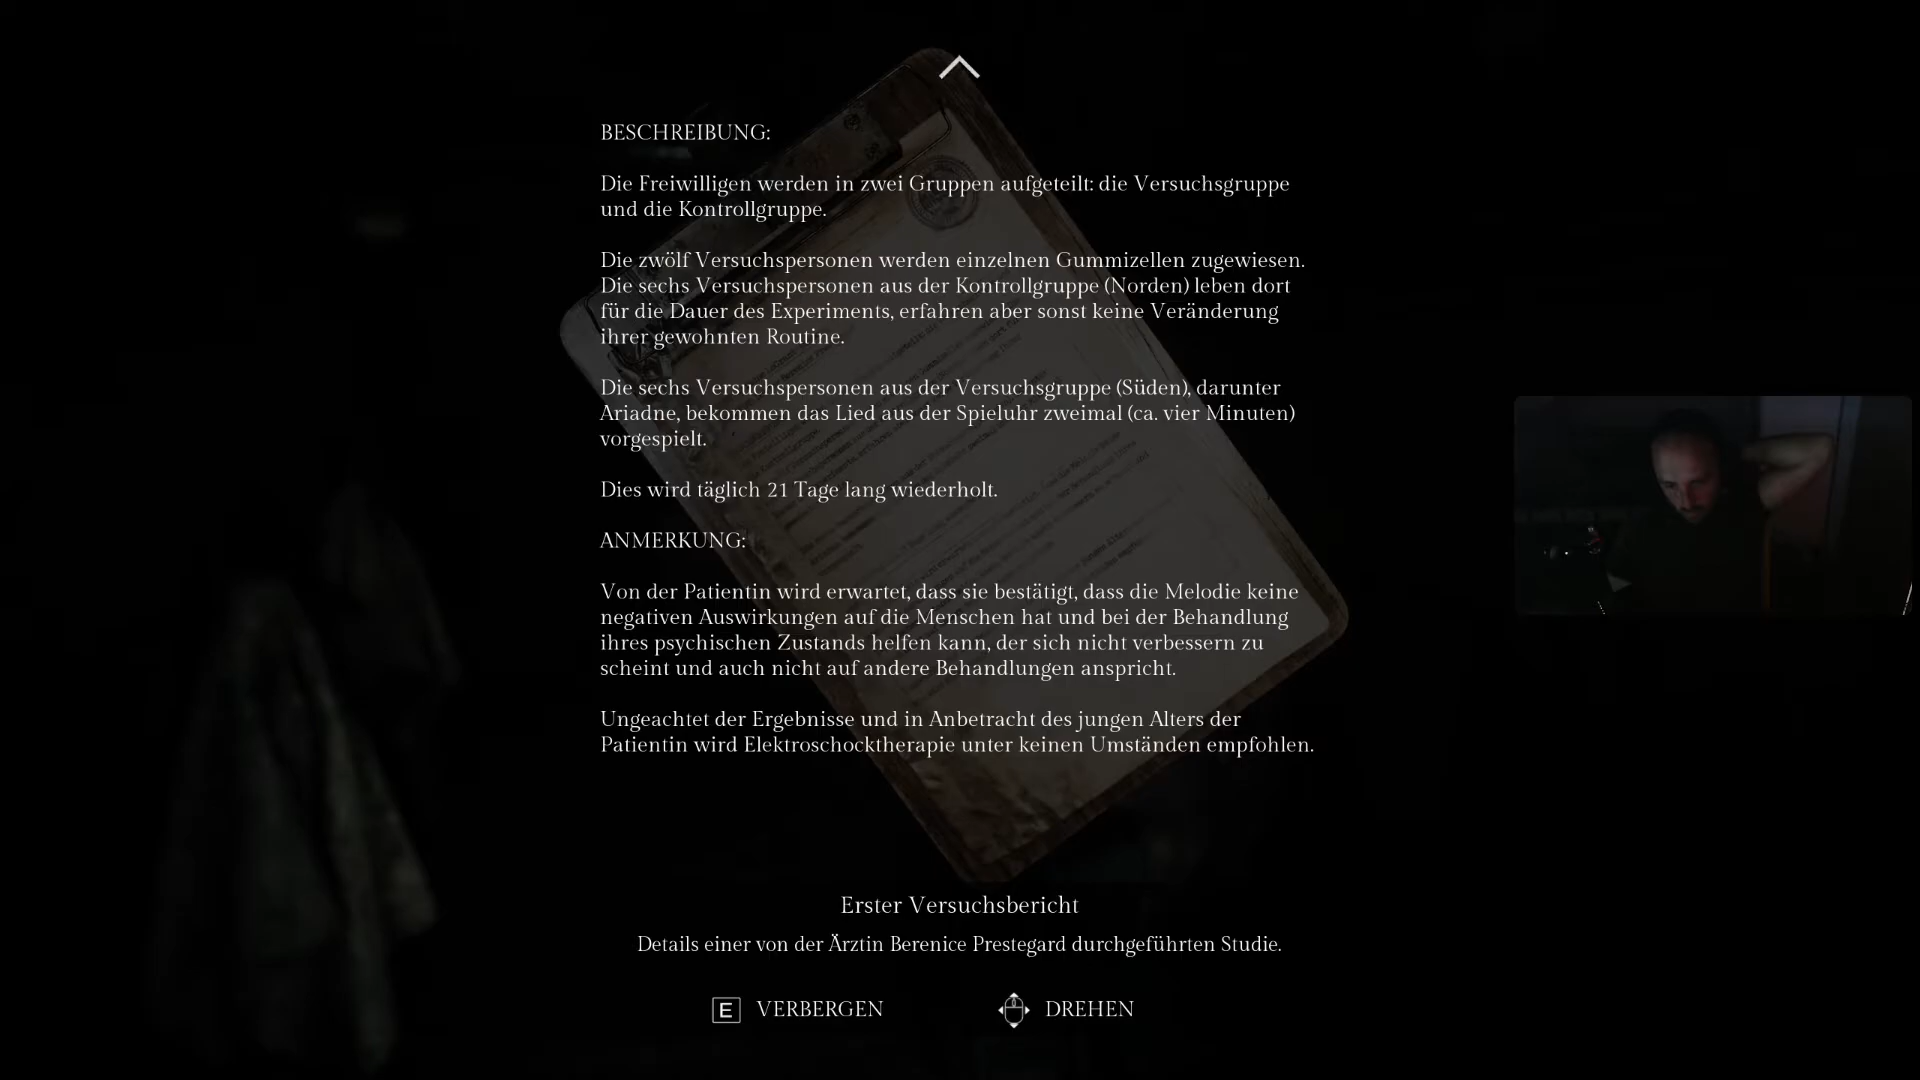 BESCHREIBUNG:
Die Freiwilligen werden in zwei Gruppen aufgeteilt: die Versuchsgruppe
und die Kontrollgruppe.
Die zwölf Versuchspersonen werden einzelnen Gummizellen zugewiesen.
Die sechs Versuchspersonen aus der Kontrollgruppe (Norden) leben dort
für die Dauer des Experiments, erfahren aber sonst keine Veränderung
ihrer gewohnten Routine.
Die sechs Versuchspersonen aus der Versuchsgruppe (Süden), darunter
Ariadne, bekommen das Lied aus der Spieluhr zweimal (ca. vier Minuten)
vorgespielt.
Dies wird täglich 21 Tage lang wiederholt.
ANMERKUNG:
Von der Patientin wird erwartet, dass sie bestätigt, dass die Melodie keine
negativen Auswirkungen auf die Menschen hat und bei der Behandlung
ihres psychischen Zustands helfen kann, der sich nicht verbessern zu
scheint und auch nicht auf andere Behandlungen anspricht.
Ungeachtet der Ergebnisse und in Anbetracht des jungen Alters der
Patientin wird Elektroschocktherapie unter keinen Umständen empfohlen.
Erster Versuchsbericht
Details einer von der Ärztin Berenice Prestegard durchgeführten Studie.
E VERBERGEN DREHEN